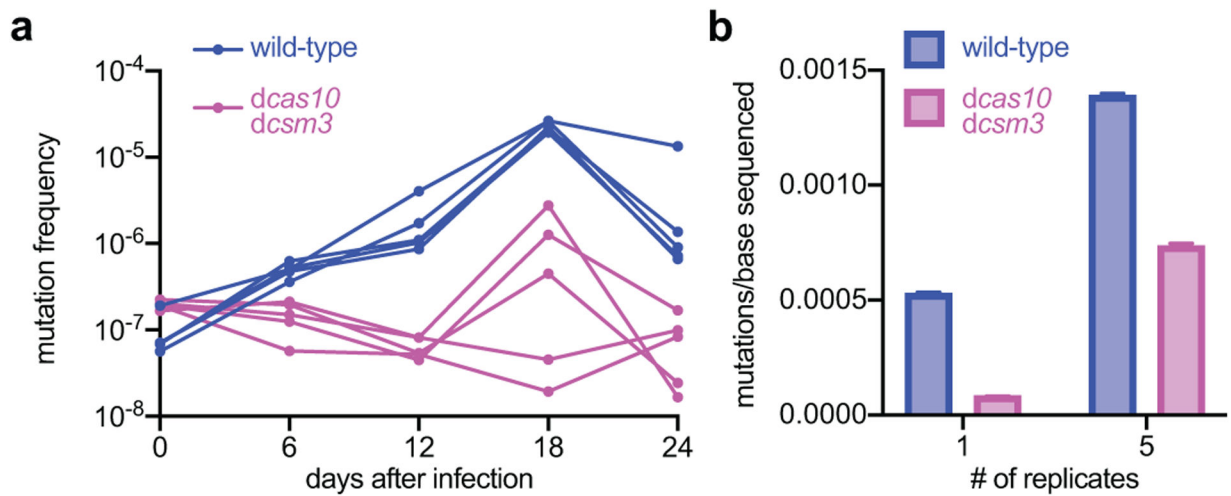 a
wild-type
dcas10
dcsm3
mutation frequency
10-4
10-5
10-6
10-7
10-8
0 6 12 18 24
days after infection
b
wild-type
dcas10
dcsm3
mutations/base sequenced
0.0015
0.0010
0.0005
0.0000
1 5
# of replicates